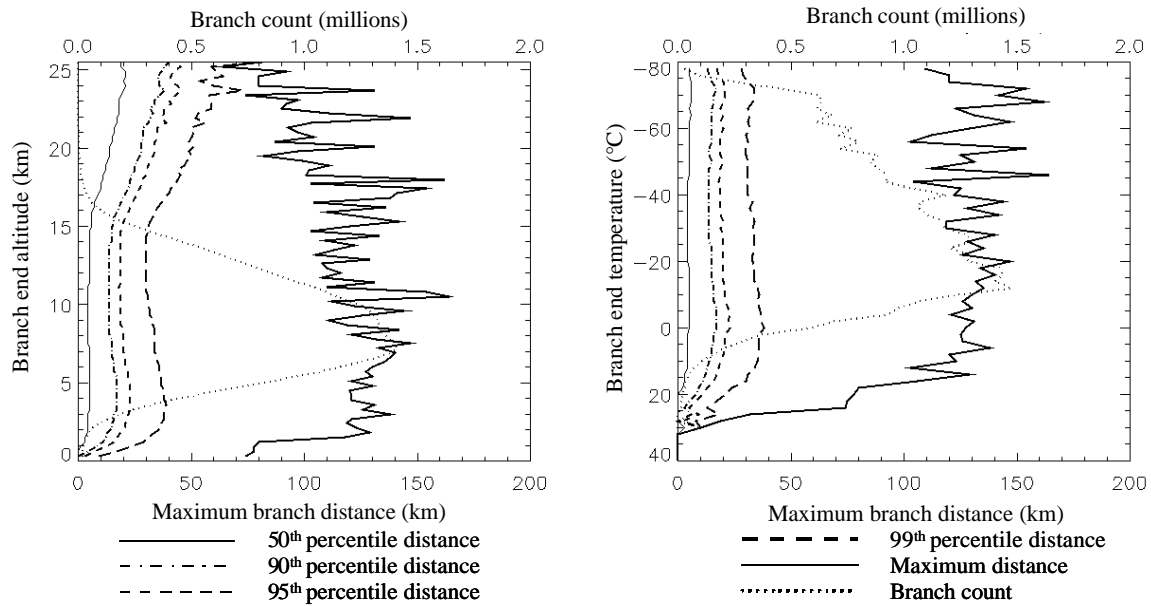 Branch count (millions)
0.0 0.5 1.0 1.5 2.0
25
20
15
10
5
0
Branch end altitude (km)
0 50 100 150 200
Maximum branch distance (km)
50th percentile distance
90th percentile distance
95th percentile distance
Branch count (millions)
0.0 0.5 1.0 1.5 2.0
-80
-60
-40
-20
0
20
40
Branch end temperature (°C)
0 50 100 150 200
Maximum branch distance (km)
99th percentile distance
Maximum distance
Branch count